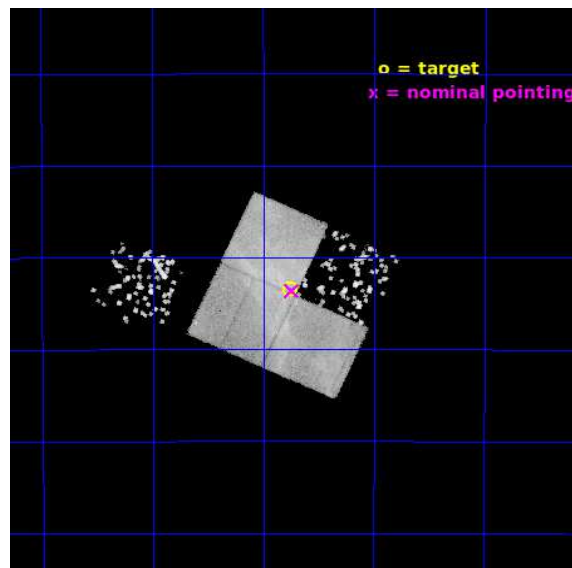 o = target
x = nominal pointing